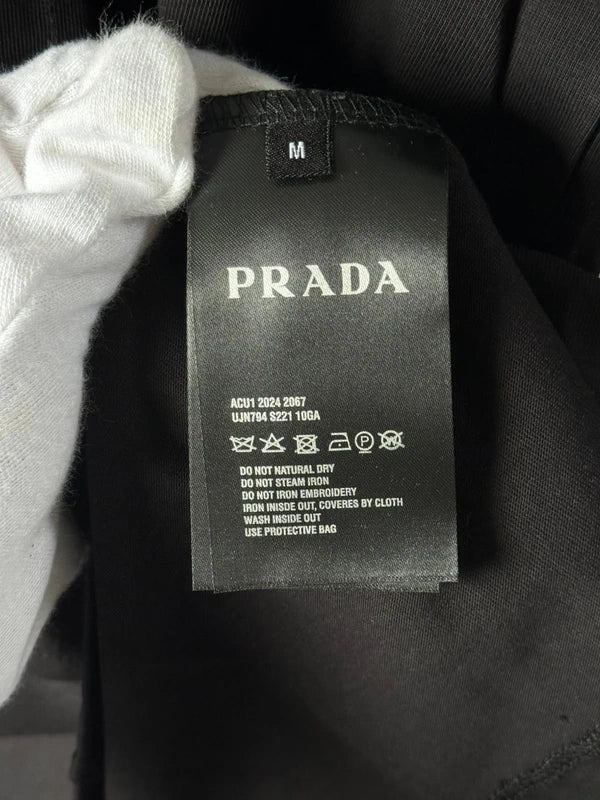 M
PRADA
ACU1 2024 2067
UJN794 S221 10GA
P W
DO NOT NATURAL DRY
DO NOT STEAM IRON
DO NOT IRON EMBROIDERY
IRON INISDE OUT, COVERES BY CLOTH
WASH INSIDE OUT
USE PROTECTIVE BAG